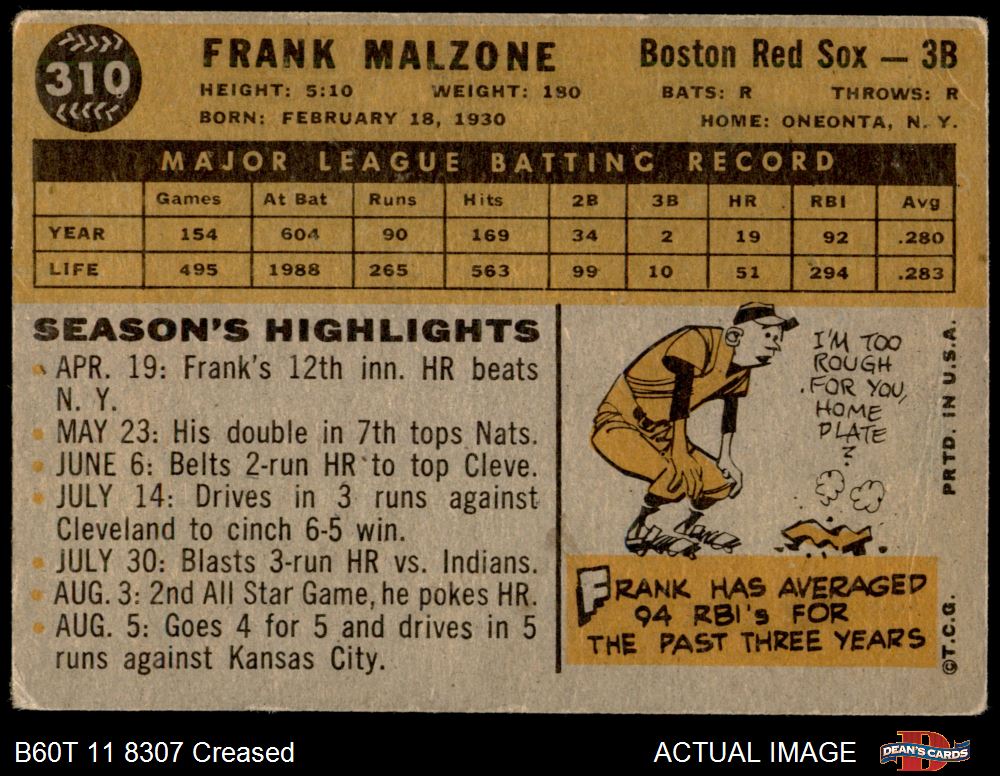 310
FRANK MALZONE
Boston Red Sox — 3B
HEIGHT: 5:10 WEIGHT: 180 BATS: R THROWS: R
BORN: FEBRUARY 18, 1930 HOME: ONEONTA, N. Y.
MAJOR LEAGUE BATTING RECORD
Games At Bat Runs Hits 2B 3B HR RBI Avg
YEAR 154 604 90 169 34 2 19 92 .280
LIFE 495 1988 265 563 99 10 51 294 .283
SEASON'S HIGHLIGHTS
• APR. 19: Frank's 12th inn. HR beats
N. Y.
• MAY 23: His double in 7th tops Nats.
• JUNE 6: Belts 2-run HR to top Cleve.
• JULY 14: Drives in 3 runs against
Cleveland to cinch 6-5 win.
• JULY 30: Blasts 3-run HR vs. Indians.
• AUG. 3: 2nd All Star Game, he pokes HR.
• AUG. 5: Goes 4 for 5 and drives in 5
runs against Kansas City.
I'M TOO
ROUGH
FOR YOU,
HOME
PLATE
?
FRANK HAS AVERAGED
94 RBI's FOR
THE PAST THREE YEARS
©T.C.G. PRTD. IN U.S.A.
B60T 11 8307 Creased
ACTUAL IMAGE
DEAN'S CARDS